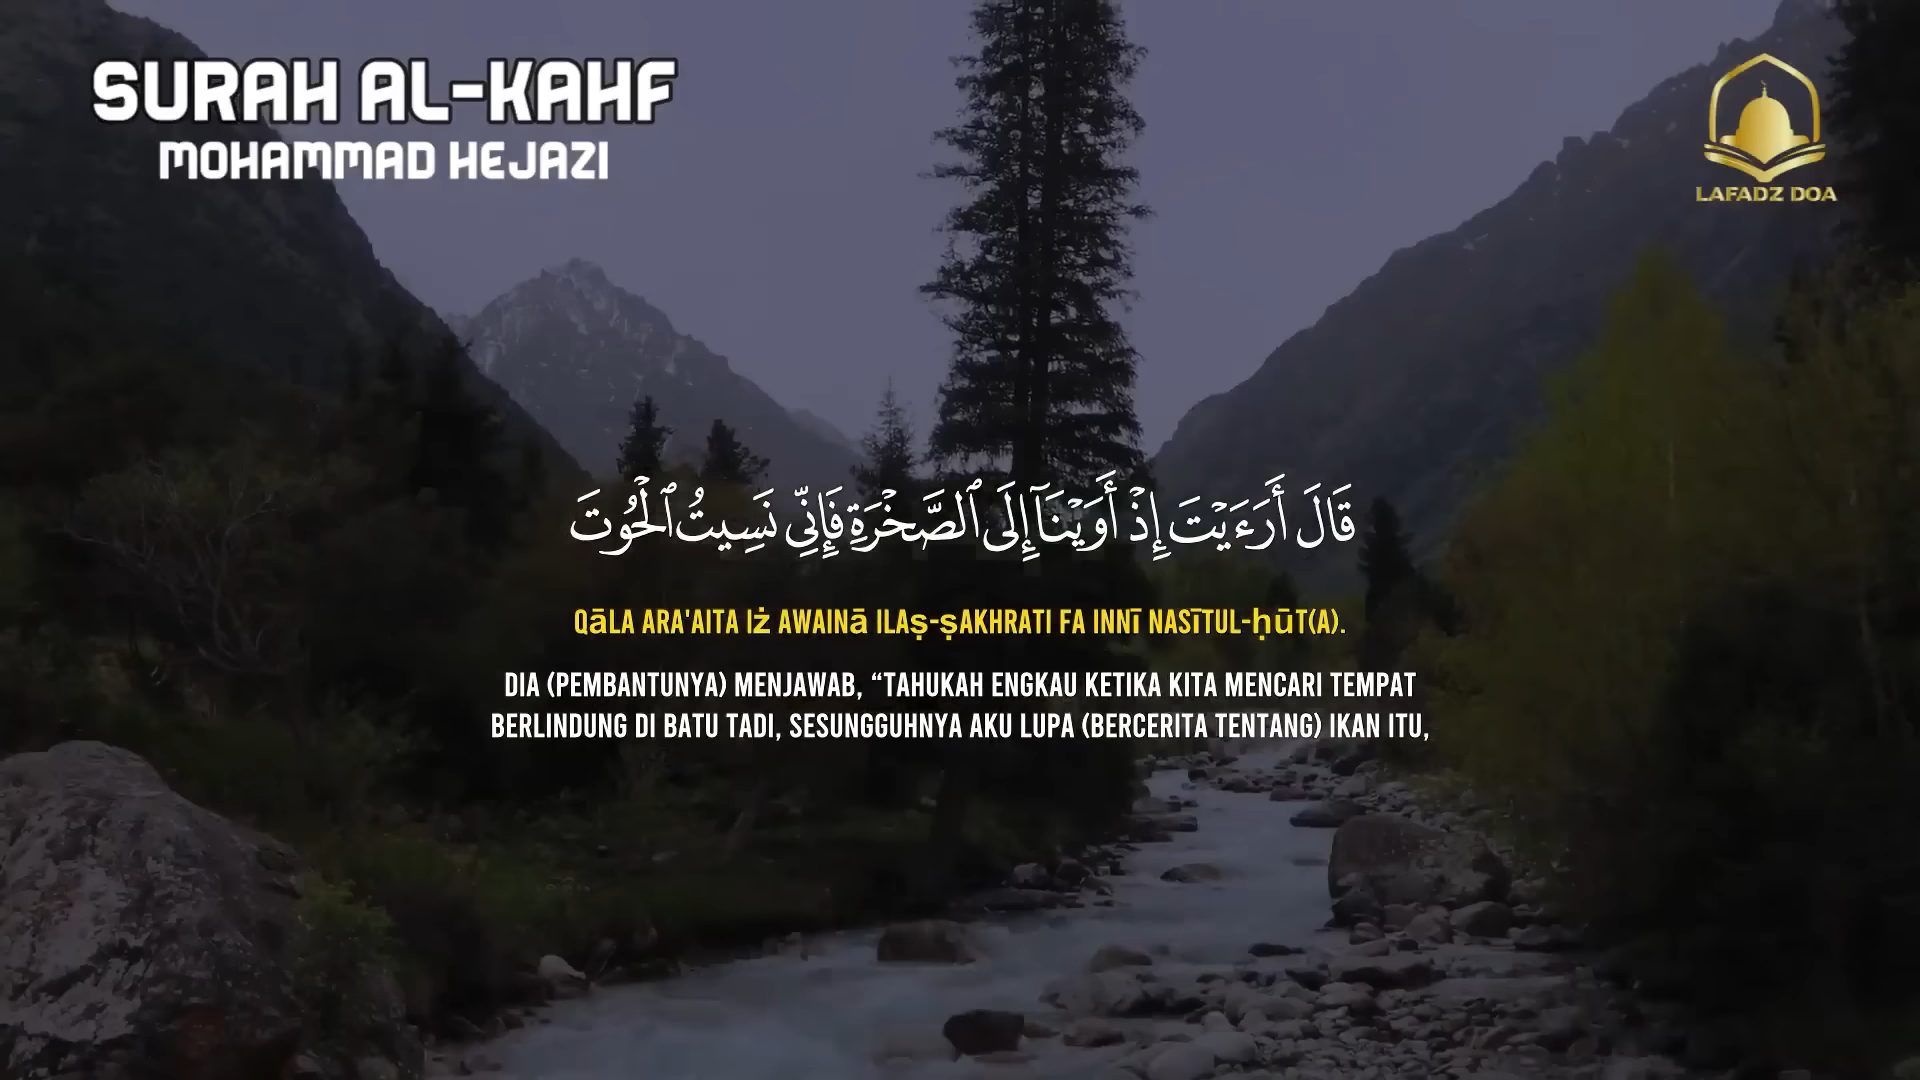 SURAH AL-KAHF
MOHAMMAD HEJAZI
LAFADZ DOA
قَالَ أَرَءَيْتَ إِذْ أَوَيْنَآ إِلَى ٱلصَّخْرَةِ فَإِنِّى نَسِيتُ ٱلْحُوتَ
QāLA ARA'AITA Iż AWAINā ILAṣ-ṣAKHRATI FA INNī NASīTUL-ḥūT(A).
DIA (PEMBANTUNYA) MENJAWAB, “TAHUKAH ENGKAU KETIKA KITA MENCARI TEMPAT
BERLINDUNG DI BATU TADI, SESUNGGUHNYA AKU LUPA (BERCERITA TENTANG) IKAN ITU,